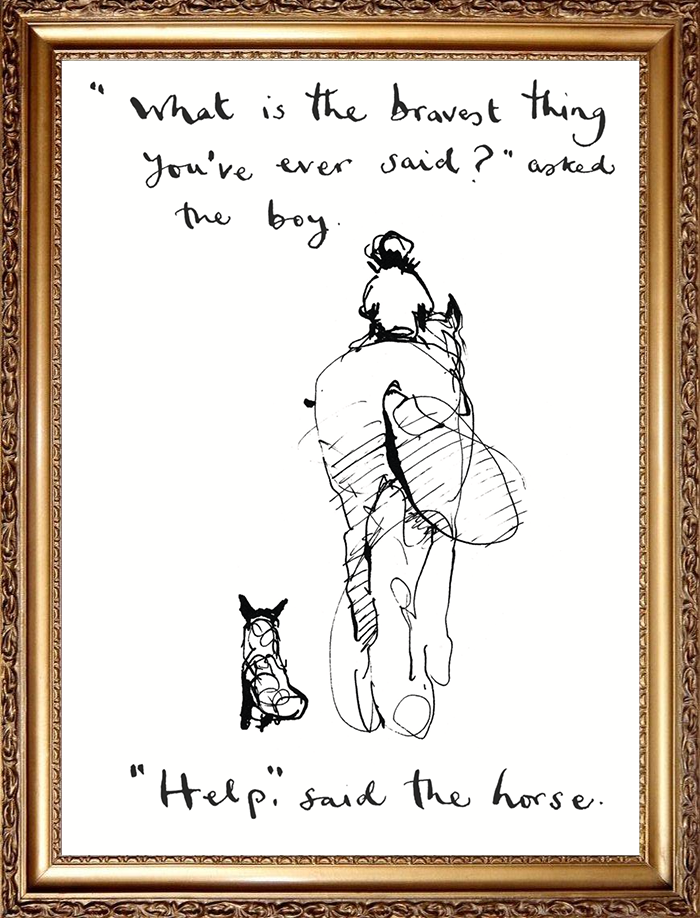 "What is the bravest thing
you've ever said?" asked
the boy.
"Help." said the horse.